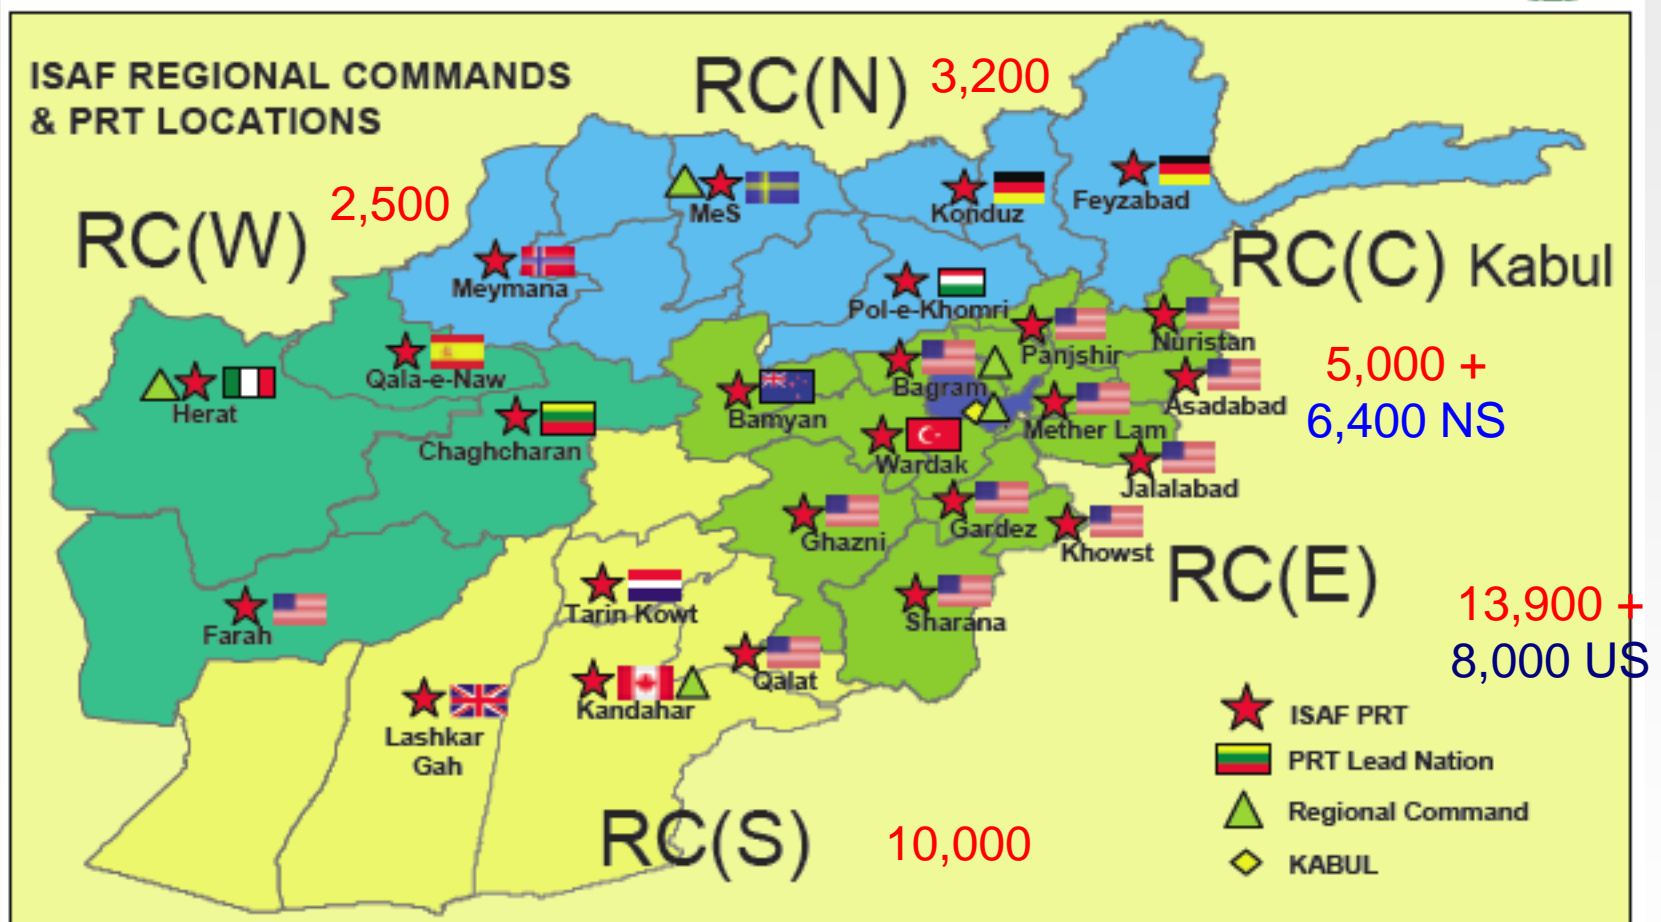 ISAF REGIONAL COMMANDS
& PRT LOCATIONS
RC(N) 3,200
RC(W) 2,500
RC(C) Kabul
5,000 +
6,400 NS
RC(E)
13,900 +
8,000 US
RC(S) 10,000
MeS
Konduz
Feyzabad
Meymana
Pol-e-Khomri
Qala-e-Naw
Herat
Chaghcharan
Farah
Bamyan
Bagram
Panjshir
Nuristan
Asadabad
Mether Lam
Wardak
Jalalabad
Ghazni
Gardez
Khowst
Sharana
Tarin Kowt
Qalat
Kandahar
Lashkar
Gah
ISAF PRT
PRT Lead Nation
Regional Command
KABUL